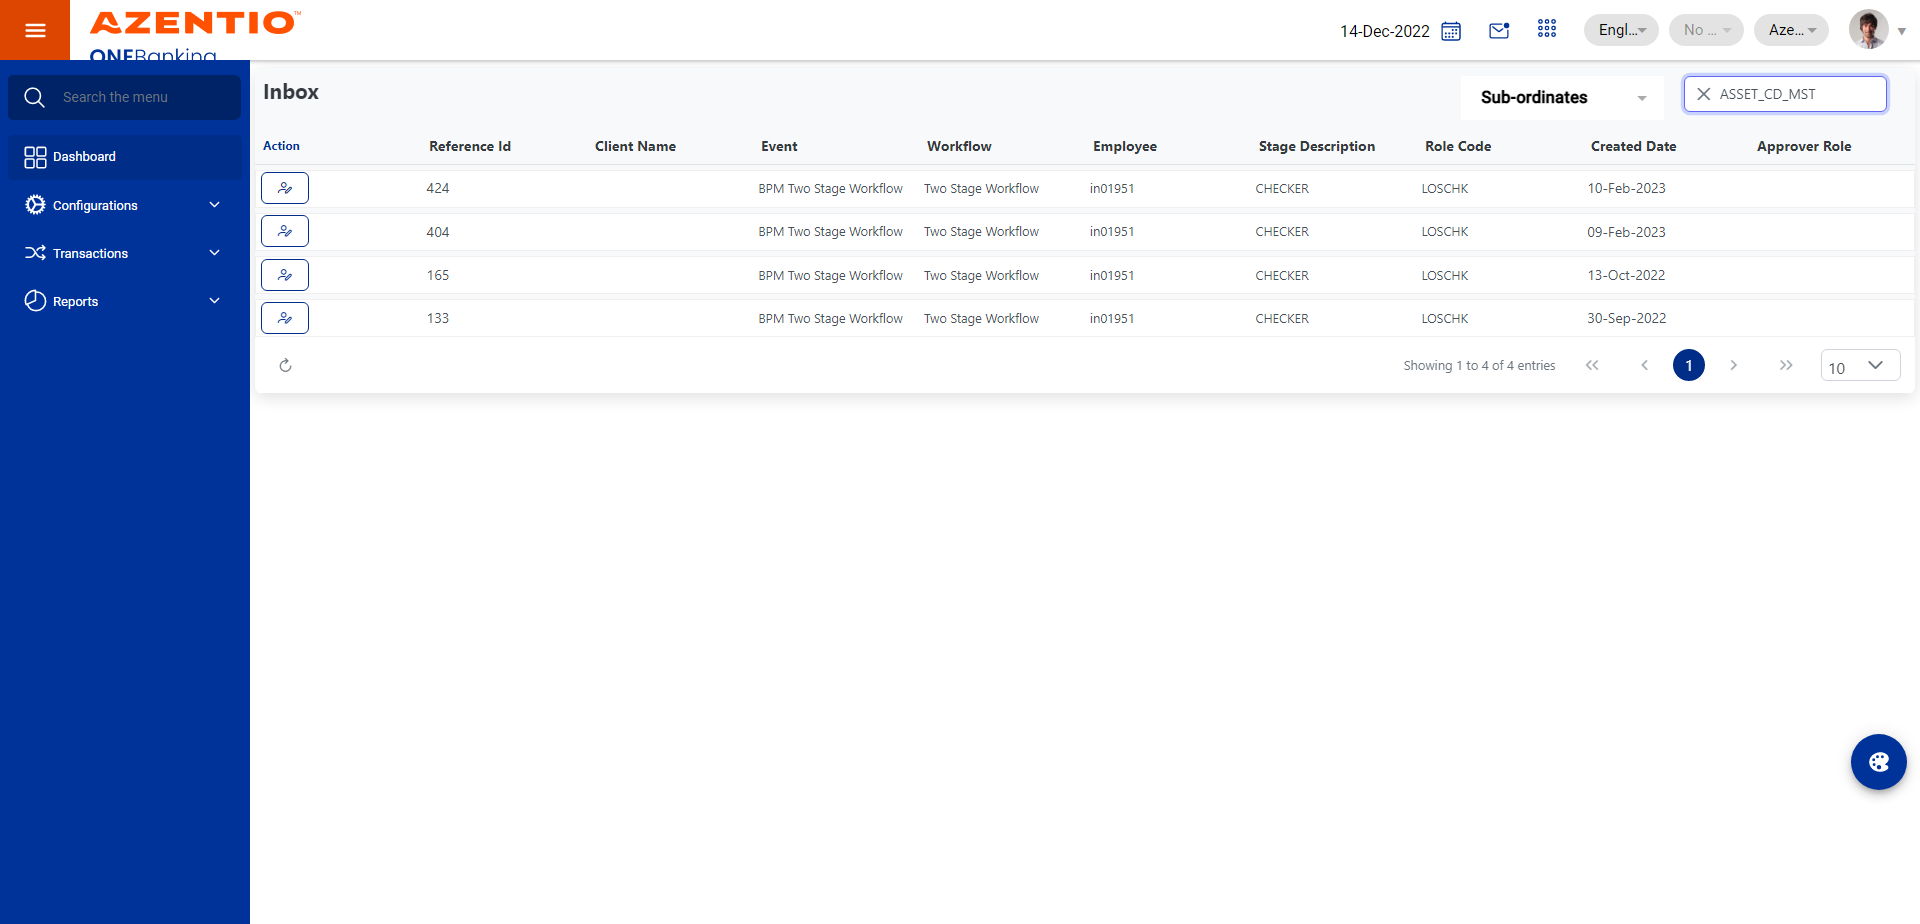 AZENTIO™
ONEBanking
14-Dec-2022
Engl...
No ...
Aze...
Search the menu
Dashboard
Configurations
Transactions
Reports
Inbox
Sub-ordinates
ASSET_CD_MST
Action Reference Id Client Name Event Workflow Employee Stage Description Role Code Created Date Approver Role
424 BPM Two Stage Workflow Two Stage Workflow in01951 CHECKER LOSCHK 10-Feb-2023
404 BPM Two Stage Workflow Two Stage Workflow in01951 CHECKER LOSCHK 09-Feb-2023
165 BPM Two Stage Workflow Two Stage Workflow in01951 CHECKER LOSCHK 13-Oct-2022
133 BPM Two Stage Workflow Two Stage Workflow in01951 CHECKER LOSCHK 30-Sep-2022
Showing 1 to 4 of 4 entries
1
10